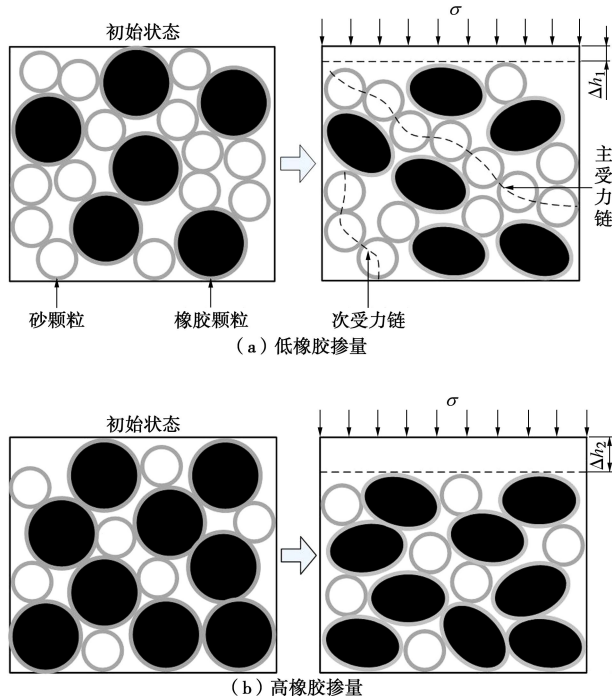 初始状态
σ
Δh₁
主受力链
砂颗粒
橡胶颗粒
次受力链
(a)低橡胶掺量
初始状态
σ
Δh₂
(b)高橡胶掺量